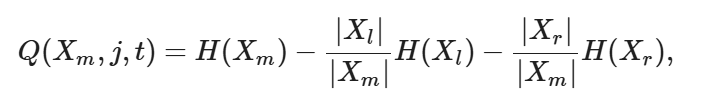 Q(X_m, j, t) = H(X_m) − \frac{|X_l|}{|X_m|} H(X_l) − \frac{|X_r|}{|X_m|} H(X_r),